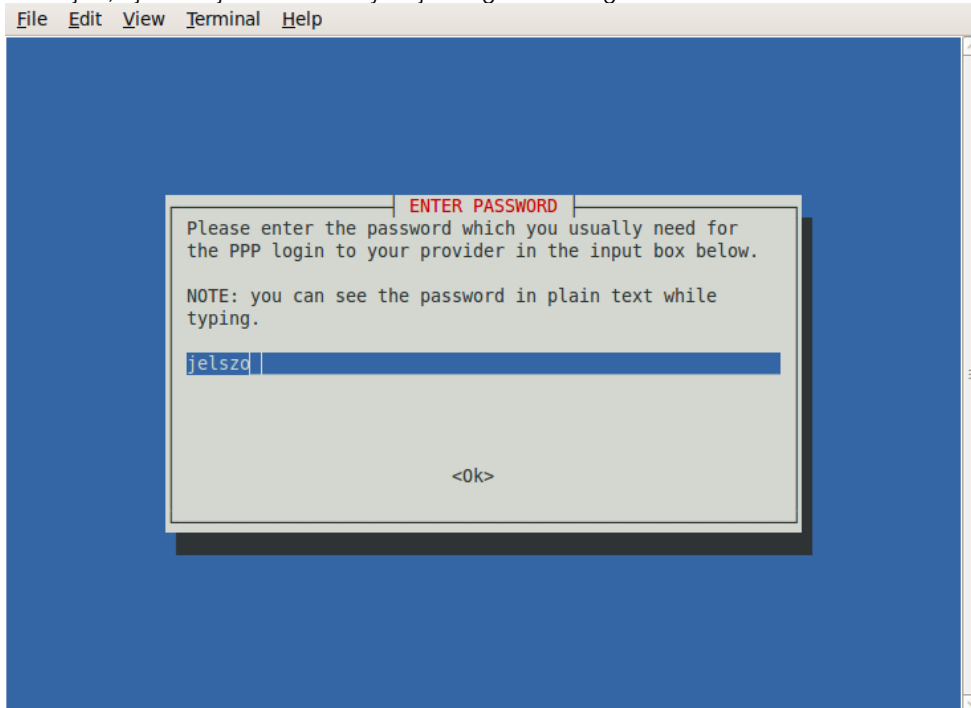 File Edit View Terminal Help
ENTER PASSWORD
Please enter the password which you usually need for
the PPP login to your provider in the input box below.
NOTE: you can see the password in plain text while
typing.
jelszo
<Ok>